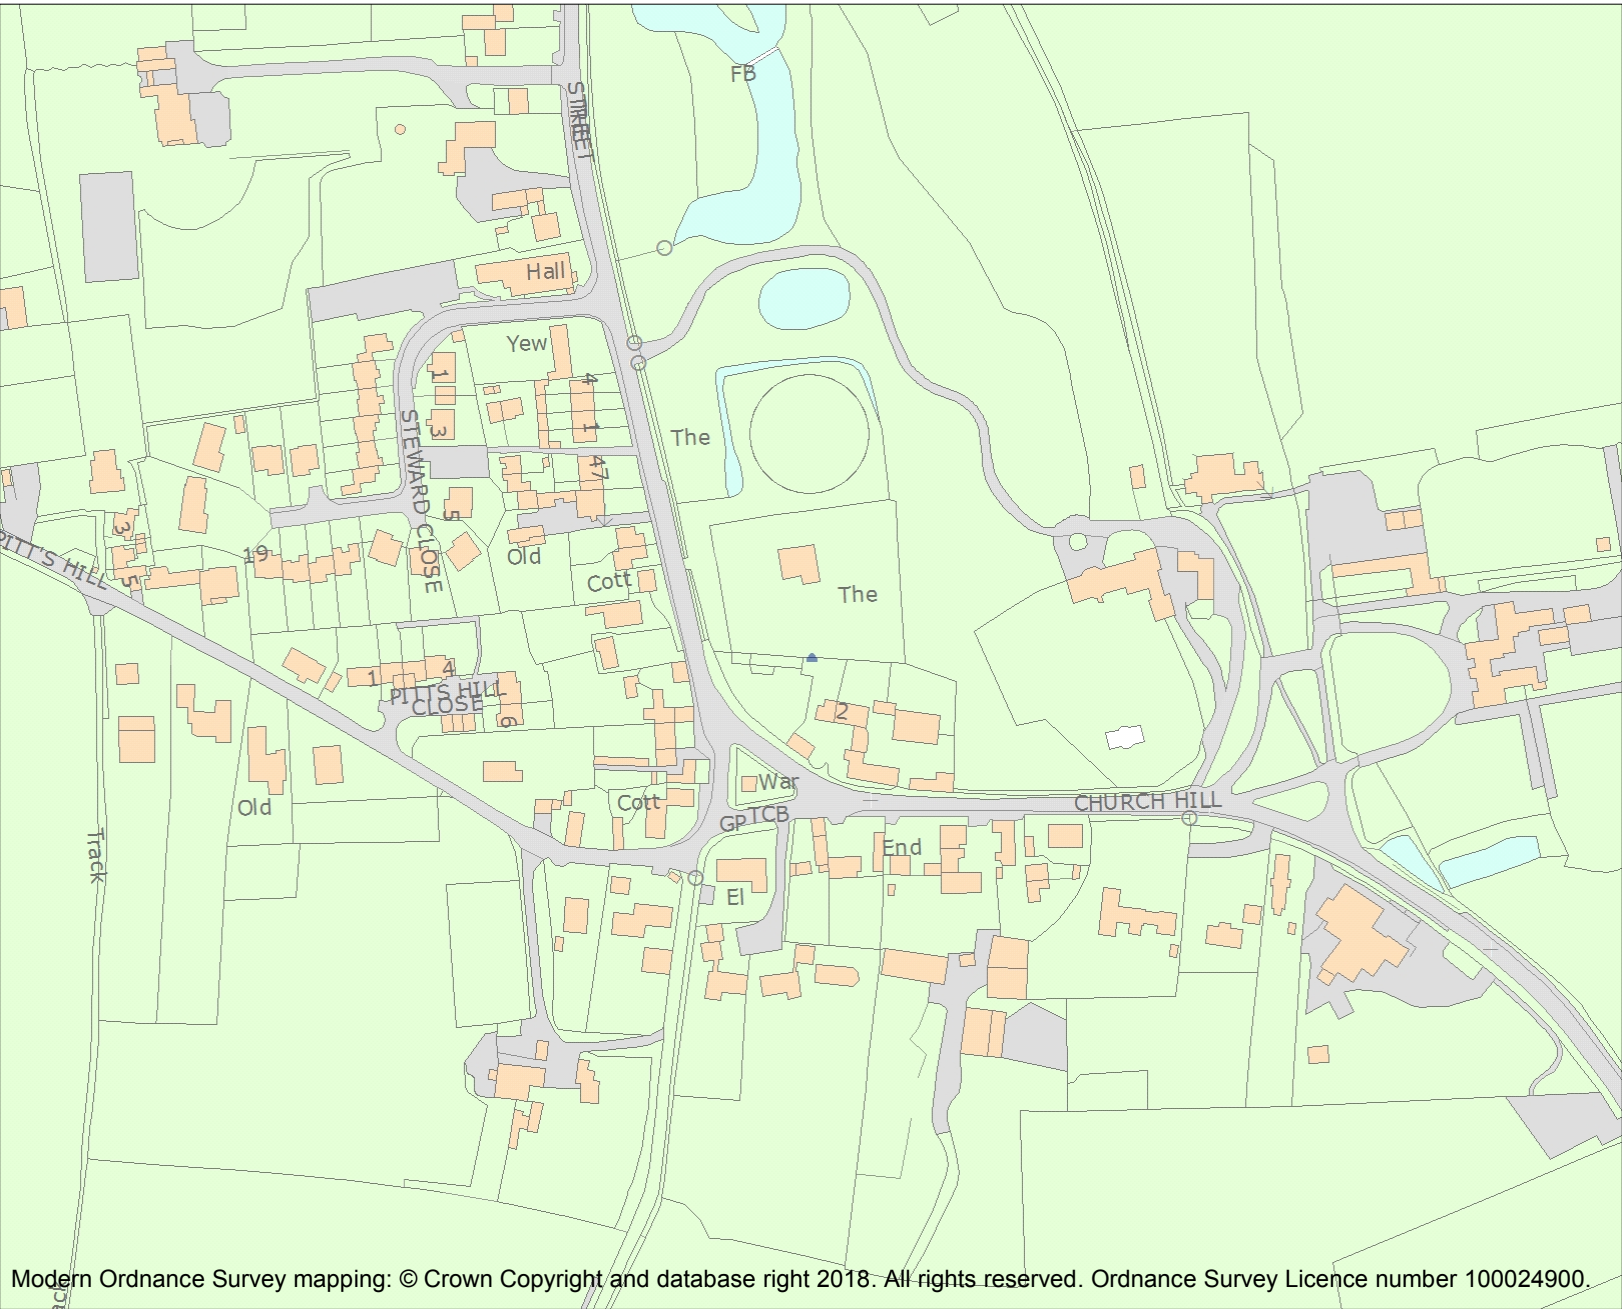 FB
STREET
Hall
Yew
1
4
3
1
The
47
STEWARD CLOSE
5
3
19
Old
PITT'S HILL
5
Cott
The
1
4
PITTS HILL
CLOSE
6
2
War
Old
Cott
GP
TCB
CHURCH HILL
Track
End
El
Modern Ordnance Survey mapping: © Crown Copyright and database right 2018. All rights reserved. Ordnance Survey Licence number 100024900.